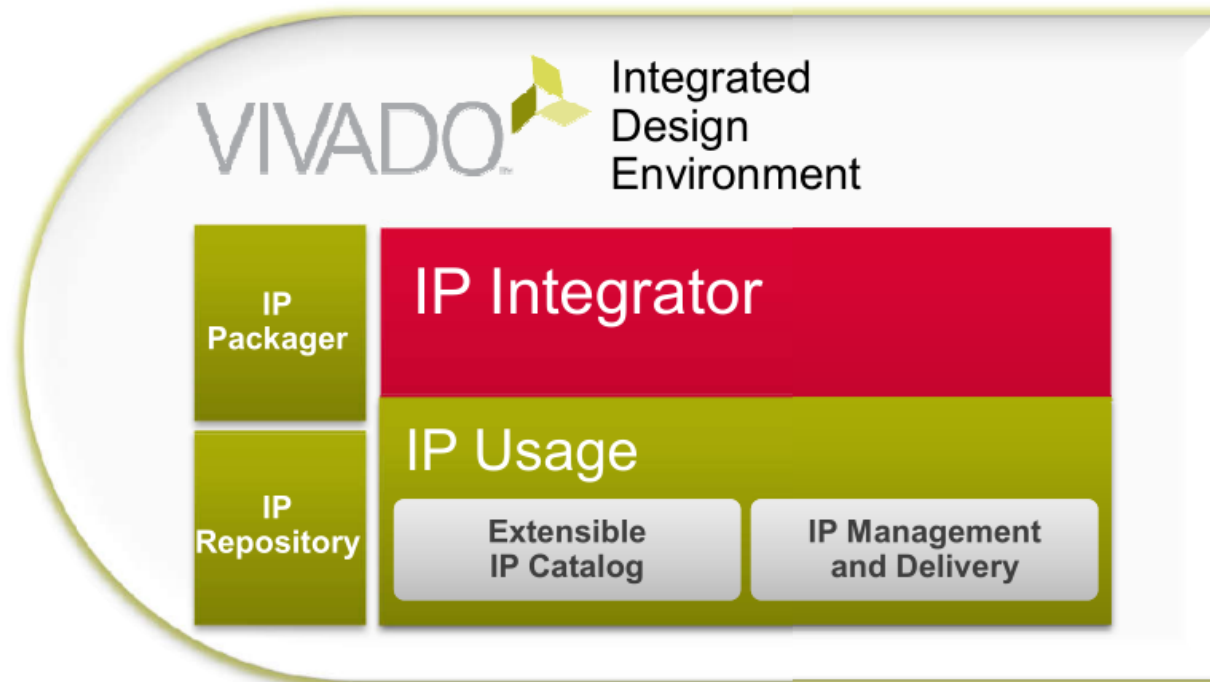 VIVADO
Integrated
Design
Environment
IP
Packager
IP Integrator
IP
Repository
IP Usage
Extensible
IP Catalog
IP Management
and Delivery